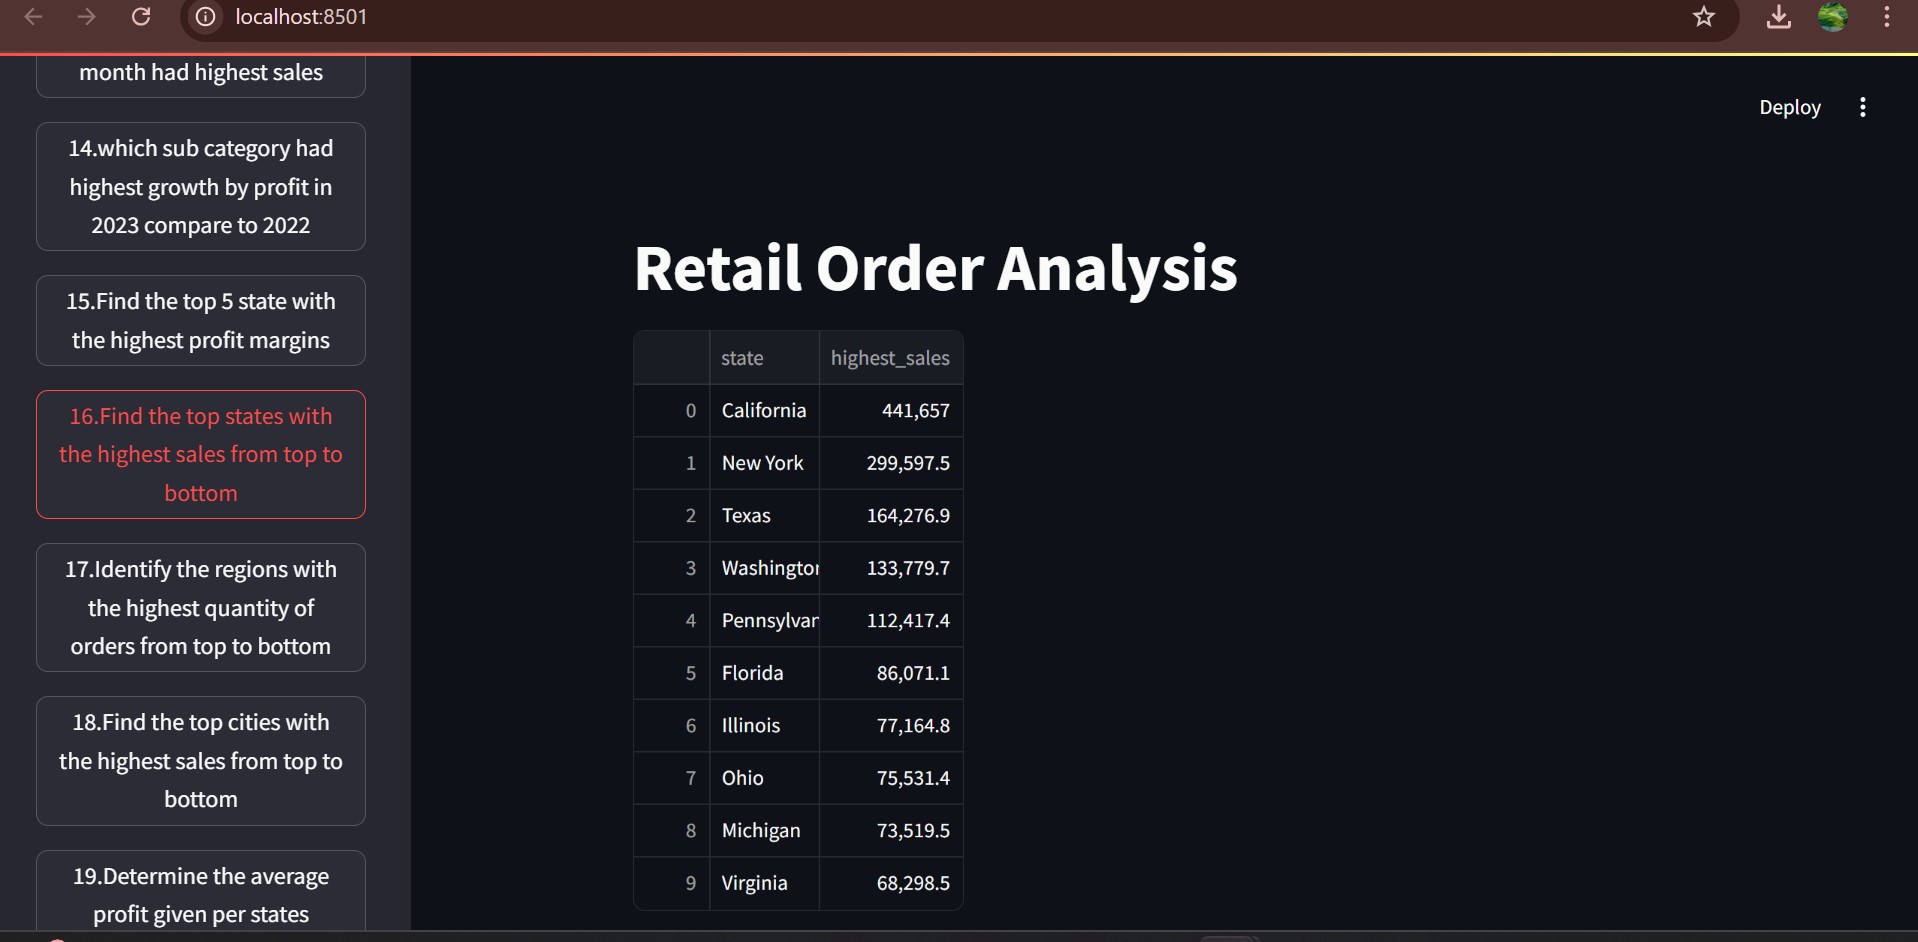 localhost:8501
month had highest sales
14.which sub category had
highest growth by profit in
2023 compare to 2022
15.Find the top 5 state with
the highest profit margins
16.Find the top states with
the highest sales from top to
bottom
17.Identify the regions with
the highest quantity of
orders from top to bottom
18.Find the top cities with
the highest sales from top to
bottom
19.Determine the average
profit given per states
Deploy
Retail Order Analysis
state highest_sales
0 California 441,657
1 New York 299,597.5
2 Texas 164,276.9
3 Washington 133,779.7
4 Pennsylvan 112,417.4
5 Florida 86,071.1
6 Illinois 77,164.8
7 Ohio 75,531.4
8 Michigan 73,519.5
9 Virginia 68,298.5